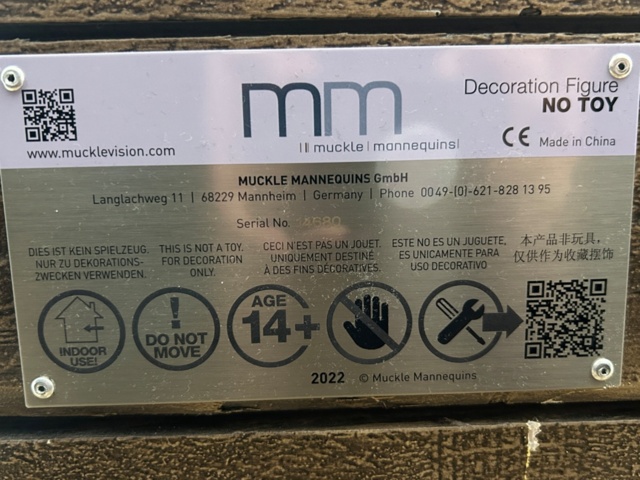 mm
muckle mannequins
Decoration Figure
NO TOY
CE Made in China
www.mucklevision.com
MUCKLE MANNEQUINS GmbH
Langlachweg 11 | 68229 Mannheim | Germany | Phone 0049-(0)-621-828 13 95
Serial No.
DIES IST KEIN SPIELZEUG.
NUR ZU DEKORATIONS-
ZWECKEN VERWENDEN.
THIS IS NOT A TOY.
FOR DECORATION
ONLY.
CECI N'EST PAS UN JOUET.
UNIQUEMENT DESTINÉ
À DES FINS DÉCORATIFS.
ESTE NO ES UN JUGUETE,
ES UNICAMENTE PARA
USO DECORATIVO
本产品非玩具,
仅供作为收藏摆饰
INDOOR
USE!
!
DO NOT
MOVE
AGE
14+
2022 © Muckle Mannequins